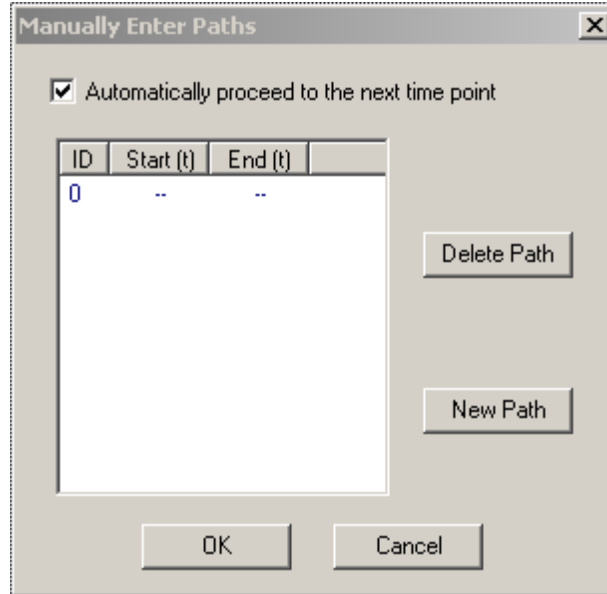 Manually Enter Paths
Automatically proceed to the next time point
ID Start (t) End (t)
0 -- --
Delete Path
New Path
OK Cancel